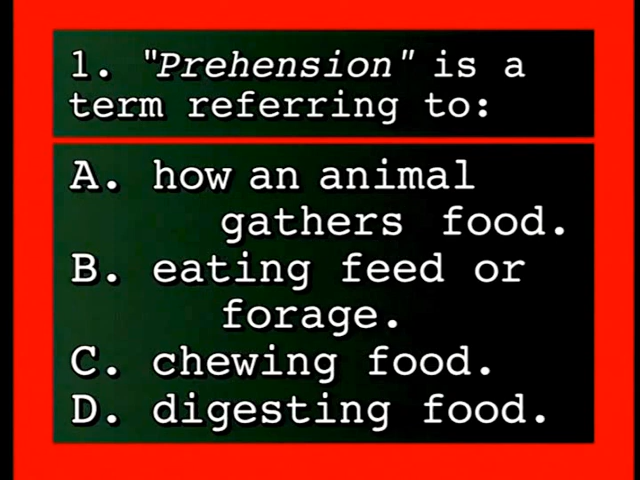 1. "Prehension" is a
term referring to:
A. how an animal
gathers food.
B. eating feed or
forage.
C. chewing food.
D. digesting food.